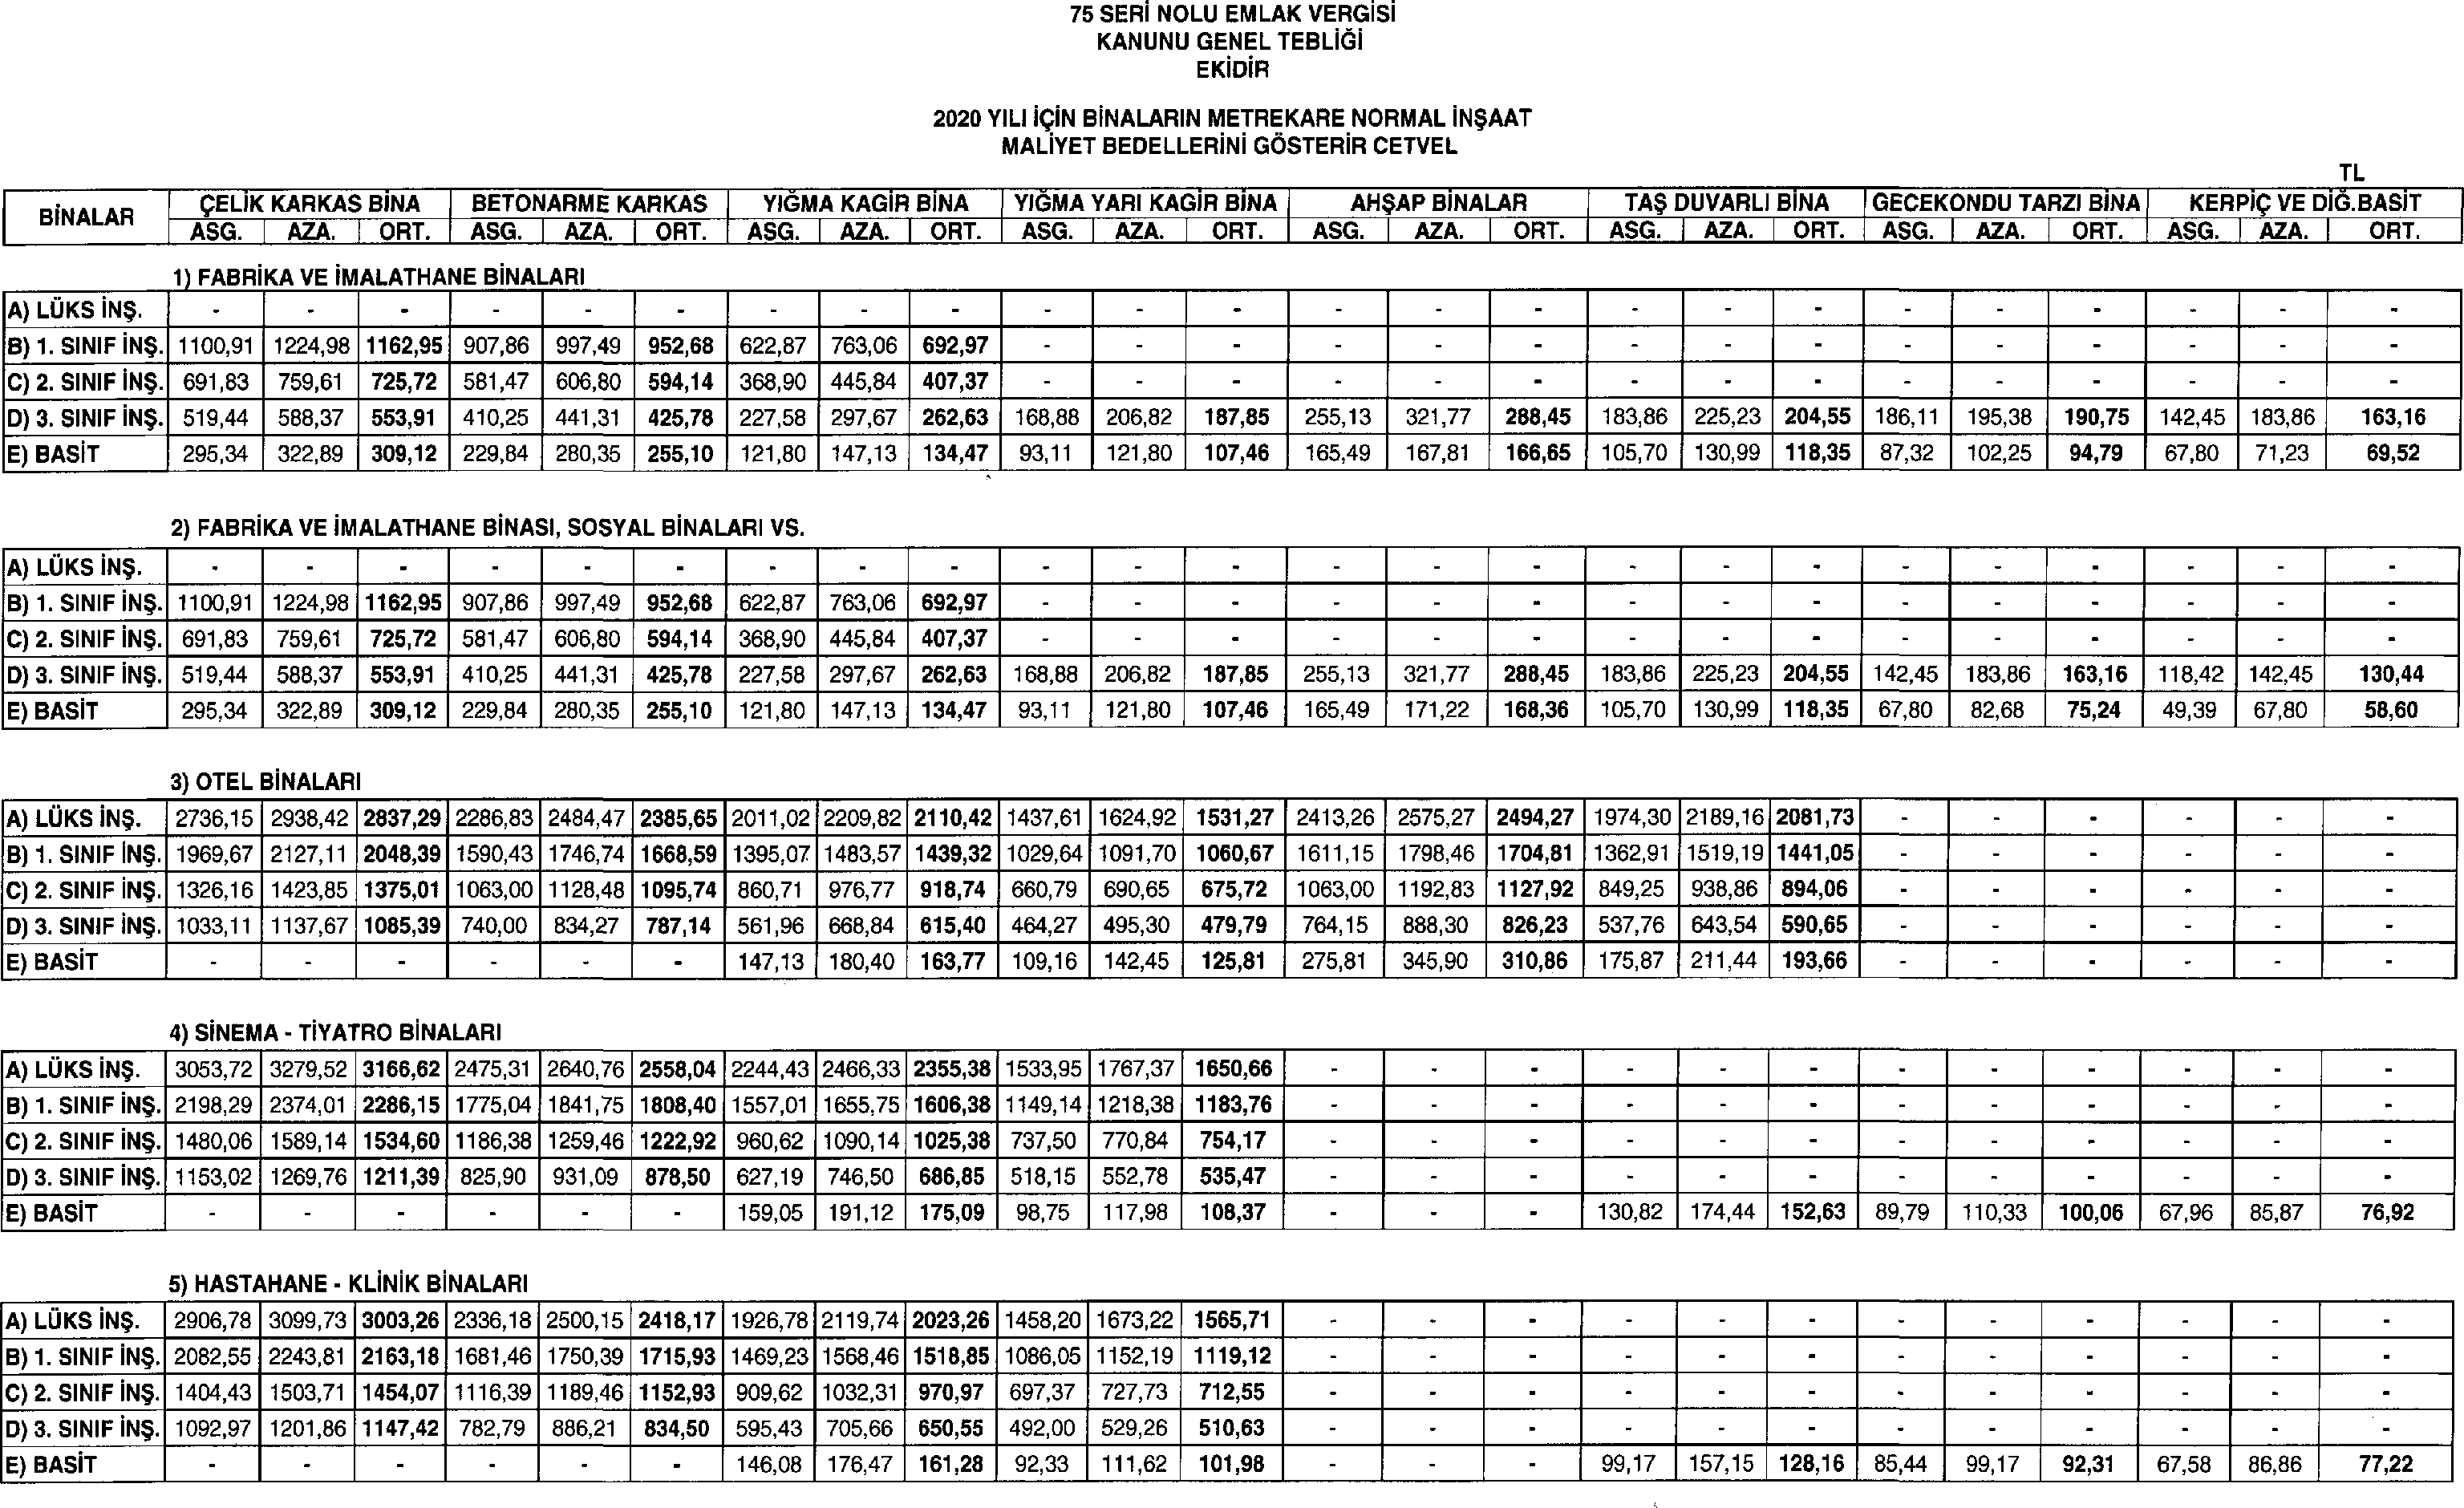 75 SERİ NOLU EMLAK VERGİSİ
KANUNU GENEL TEBLİĞİ
EKİDİR
2020 YILI İÇİN BİNALARIN METREKARE NORMAL İNŞAAT
MALİYET BEDELLERİNİ GÖSTERİR CETVEL
TL
BİNALAR ÇELİK KARKAS BİNA BETONARME KARKAS YIĞMA KAGİR BİNA YIĞMA YARI KAGİR BİNA AHŞAP BİNALAR TAŞ DUVARLI BİNA GECEKONDU TARZI BİNA KERPİÇ VE DİĞ.BASİT
ASG. AZA. ORT. ASG. AZA. ORT. ASG. AZA. ORT. ASG. AZA. ORT. ASG. AZA. ORT. ASG. AZA. ORT. ASG. AZA. ORT. ASG. AZA. ORT.
1) FABRİKA VE İMALATHANE BİNALARI
A) LÜKS İNŞ. - - - - - - - - - - - - - - - - - - - - - - - -
B) 1. SINIF İNŞ. 1100,91 1224,98 1162,95 907,86 997,49 952,68 622,87 763,06 692,97 - - - - - - - - - - - - - - -
C) 2. SINIF İNŞ. 691,83 759,61 725,72 581,47 606,80 594,14 368,90 445,84 407,37 - - - - - - - - - - - - - - -
D) 3. SINIF İNŞ. 519,44 588,37 553,91 410,25 441,31 425,78 227,58 297,67 262,63 168,88 206,82 187,85 255,13 321,77 288,45 183,86 225,23 204,55 186,11 195,38 190,75 142,45 183,86 163,16
E) BASİT 295,34 322,89 309,12 229,84 280,35 255,10 121,80 147,13 134,47 93,11 121,80 107,46 165,49 167,81 166,65 105,70 130,99 118,35 87,32 102,25 94,79 67,80 71,23 69,52
2) FABRİKA VE İMALATHANE BİNASI, SOSYAL BİNALARI VS.
A) LÜKS İNŞ. - - - - - - - - - - - - - - - - - - - - - - - -
B) 1. SINIF İNŞ. 1100,91 1224,98 1162,95 907,86 997,49 952,68 622,87 763,06 692,97 - - - - - - - - - - - - - - -
C) 2. SINIF İNŞ. 691,83 759,61 725,72 581,47 606,80 594,14 368,90 445,84 407,37 - - - - - - - - - - - - - - -
D) 3. SINIF İNŞ. 519,44 588,37 553,91 410,25 441,31 425,78 227,58 297,67 262,63 168,88 206,82 187,85 255,13 321,77 288,45 183,86 225,23 204,55 142,45 183,86 163,16 118,42 142,45 130,44
E) BASİT 295,34 322,89 309,12 229,84 280,35 255,10 121,80 147,13 134,47 93,11 121,80 107,46 165,49 171,22 168,36 105,70 130,99 118,35 67,80 82,68 75,24 49,39 67,80 58,60
3) OTEL BİNALARI
A) LÜKS İNŞ. 2736,15 2938,42 2837,29 2286,83 2484,47 2385,65 2011,02 2209,82 2110,42 1437,61 1624,92 1531,27 2413,26 2575,27 2494,27 1974,30 2189,16 2081,73 - - - - - -
B) 1. SINIF İNŞ. 1969,67 2127,11 2048,39 1590,43 1746,74 1668,59 1395,07 1483,57 1439,32 1029,64 1091,70 1060,67 1611,15 1798,46 1704,81 1362,91 1519,19 1441,05 - - - - - -
C) 2. SINIF İNŞ. 1326,16 1423,85 1375,01 1063,00 1128,48 1095,74 860,71 976,77 918,74 660,79 690,65 675,72 1063,00 1192,83 1127,92 849,25 938,86 894,06 - - - - - -
D) 3. SINIF İNŞ. 1033,11 1137,67 1085,39 740,00 834,27 787,14 561,96 668,84 615,40 464,27 495,30 479,79 764,15 888,30 826,23 537,76 643,54 590,65 - - - - - -
E) BASİT - - - - - - 147,13 180,40 163,77 109,16 142,45 125,81 275,81 345,90 310,86 175,87 211,44 193,66 - - - - - -
4) SİNEMA - TİYATRO BİNALARI
A) LÜKS İNŞ. 3053,72 3279,52 3166,62 2475,31 2640,76 2558,04 2244,43 2466,33 2355,38 1533,95 1767,37 1650,66 - - - - - - - - - - - -
B) 1. SINIF İNŞ. 2198,29 2374,01 2286,15 1775,04 1841,75 1808,40 1557,01 1655,75 1606,38 1149,14 1218,38 1183,76 - - - - - - - - - - - -
C) 2. SINIF İNŞ. 1480,06 1589,14 1534,60 1186,38 1259,46 1222,92 960,62 1090,14 1025,38 737,50 770,84 754,17 - - - - - - - - - - - -
D) 3. SINIF İNŞ. 1153,02 1269,76 1211,39 825,90 931,09 878,50 627,19 746,50 686,85 518,15 552,78 535,47 - - - - - - - - - - - -
E) BASİT - - - - - - 159,05 191,12 175,09 98,75 117,98 108,37 - - - 130,82 174,44 152,63 89,79 110,33 100,06 67,96 85,87 76,92
5) HASTAHANE - KLİNİK BİNALARI
A) LÜKS İNŞ. 2906,78 3099,73 3003,26 2336,18 2500,15 2418,17 1926,78 2119,74 2023,26 1458,20 1673,22 1565,71 - - - - - - - - - - - -
B) 1. SINIF İNŞ. 2082,55 2243,81 2163,18 1681,46 1750,39 1715,93 1469,23 1568,46 1518,85 1086,05 1152,19 1119,12 - - - - - - - - - - - -
C) 2. SINIF İNŞ. 1404,43 1503,71 1454,07 1116,39 1189,46 1152,93 909,62 1032,31 970,97 697,37 727,73 712,55 - - - - - - - - - - - -
D) 3. SINIF İNŞ. 1092,97 1201,86 1147,42 782,79 886,21 834,50 595,43 705,66 650,55 492,00 529,26 510,63 - - - - - - - - - - - -
E) BASİT - - - - - - 146,08 176,47 161,28 92,33 111,62 101,98 - - - 99,17 157,15 128,16 85,44 99,17 92,31 67,58 86,86 77,22